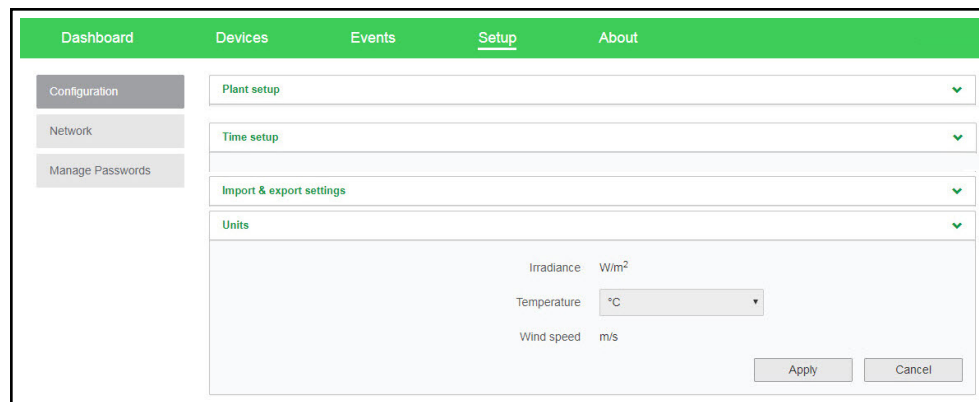 Dashboard Devices Events Setup About
Configuration
Network
Manage Passwords
Plant setup
Time setup
Import & export settings
Units
Irradiance W/m²
Temperature °C
Wind speed m/s
Apply Cancel